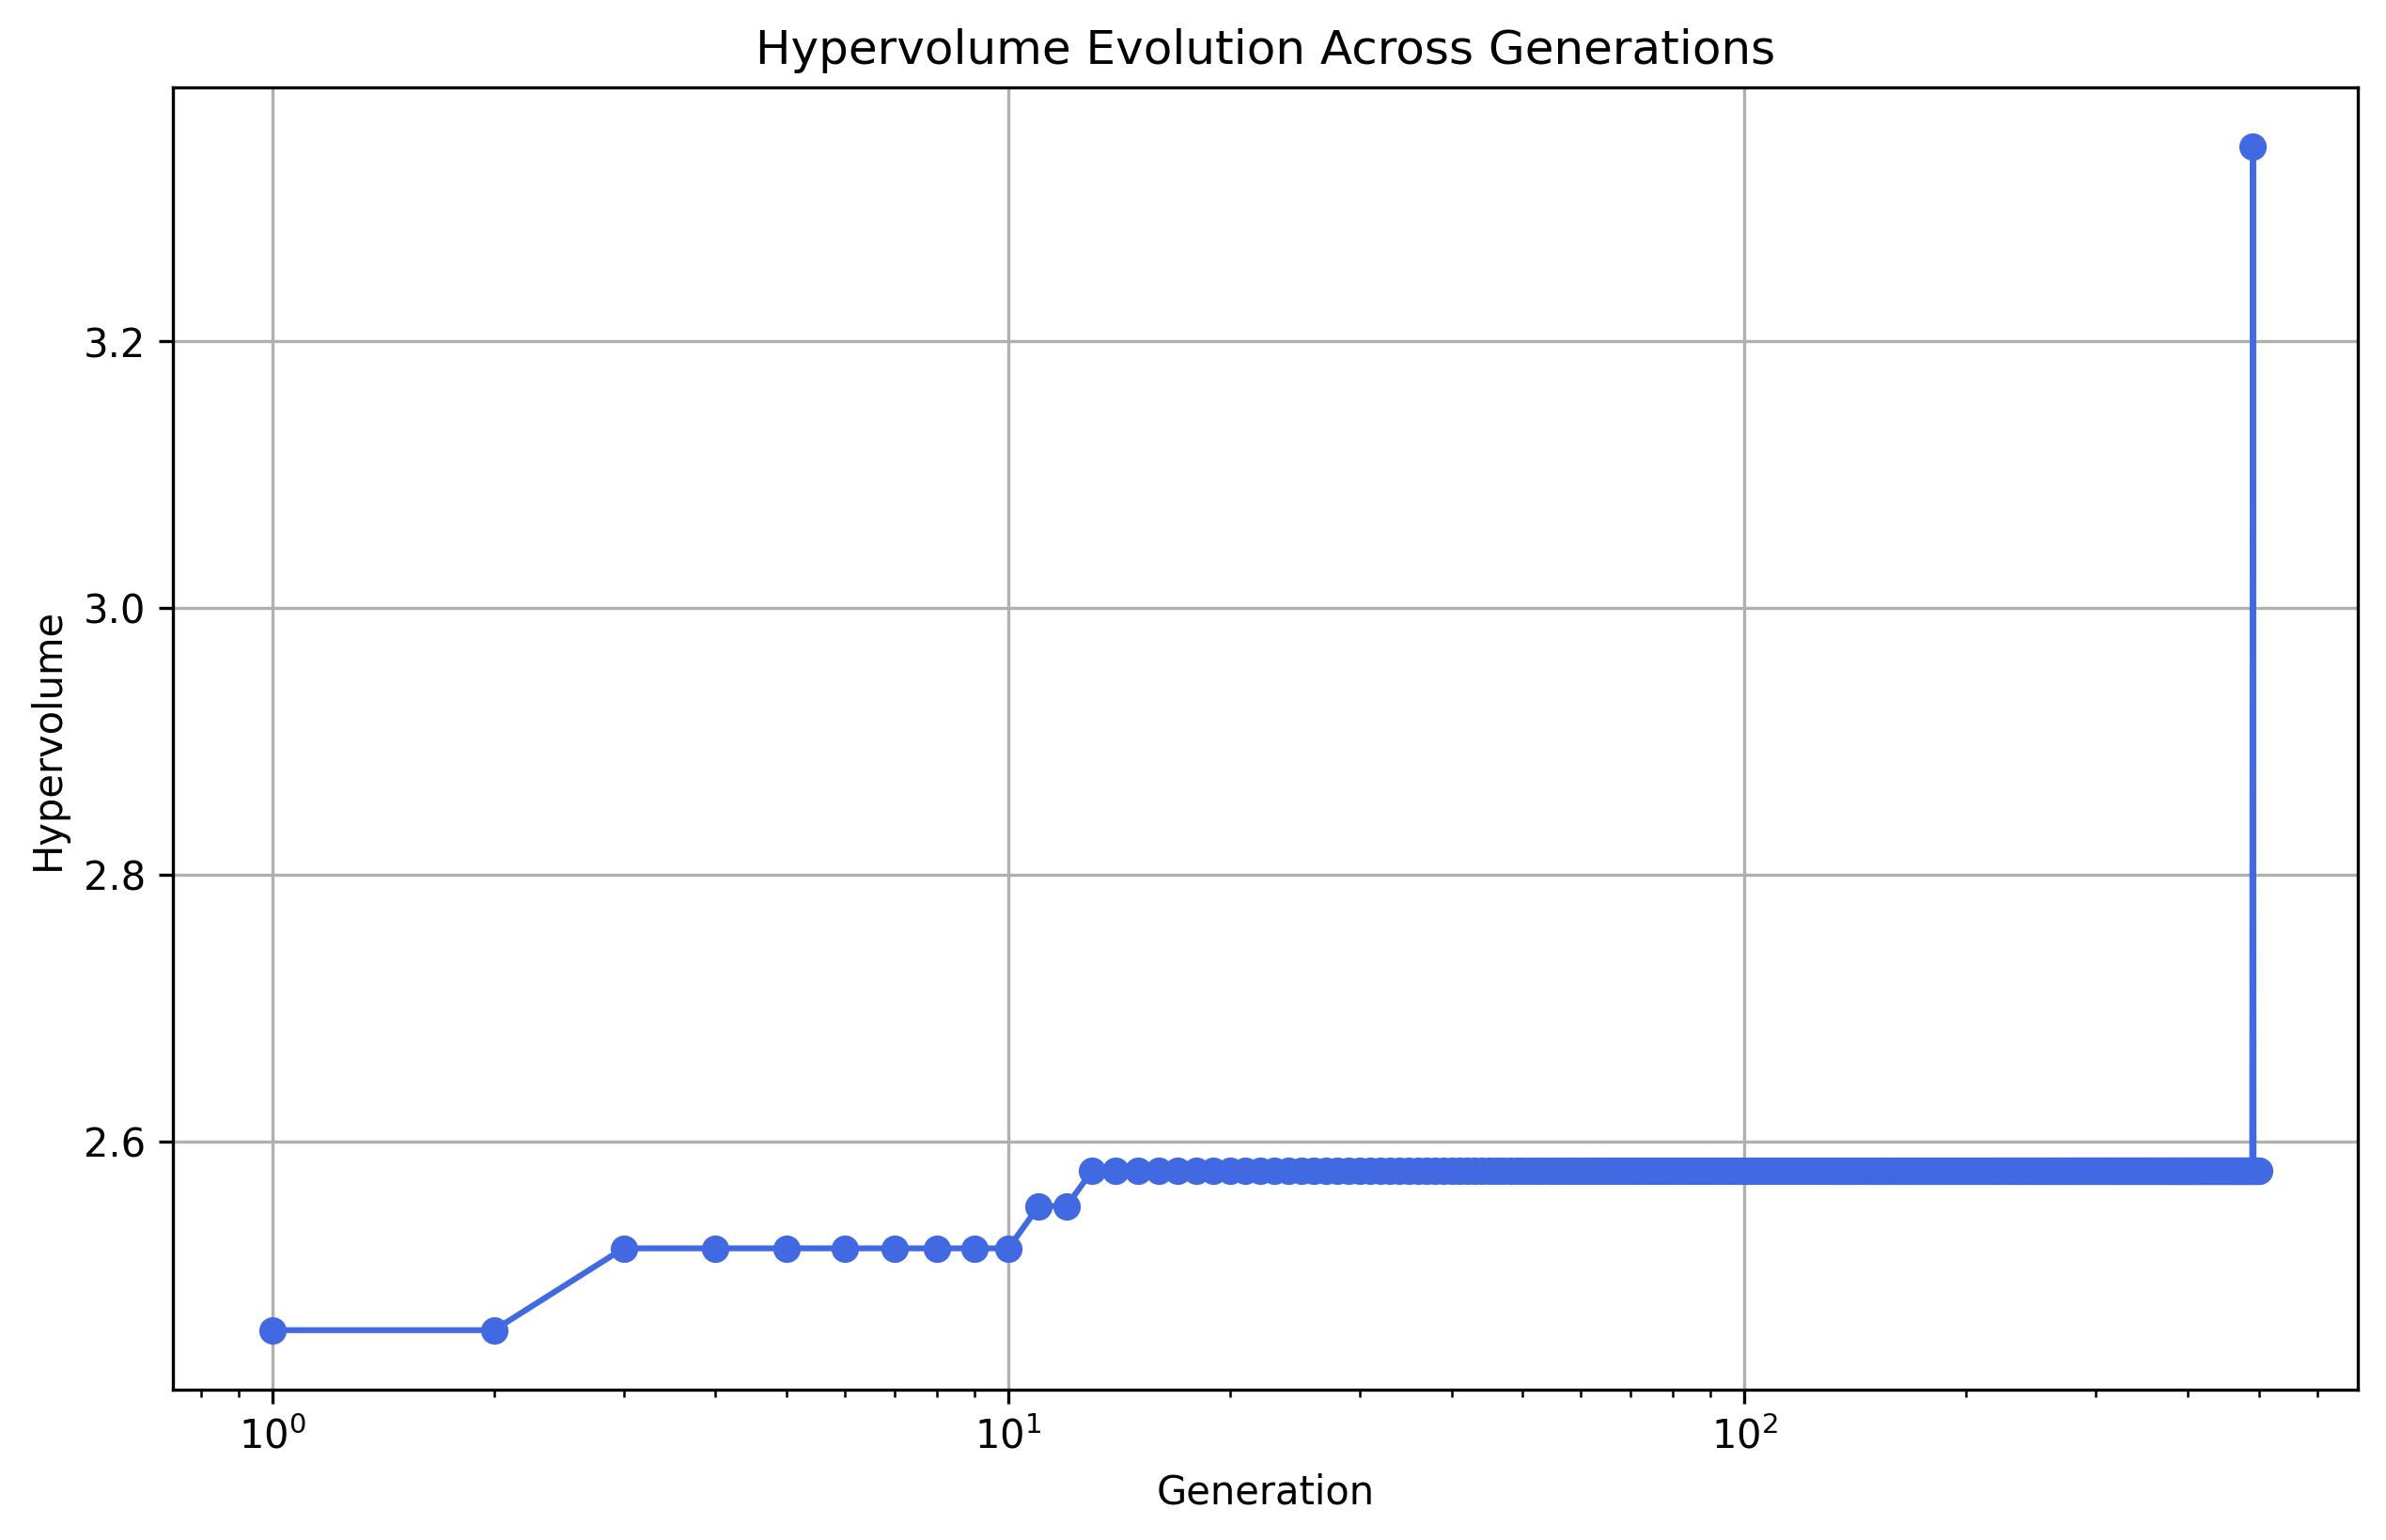 Hypervolume Evolution Across Generations
Hypervolume
3.2
3.0
2.8
2.6
10⁰ 10¹ 10²
Generation